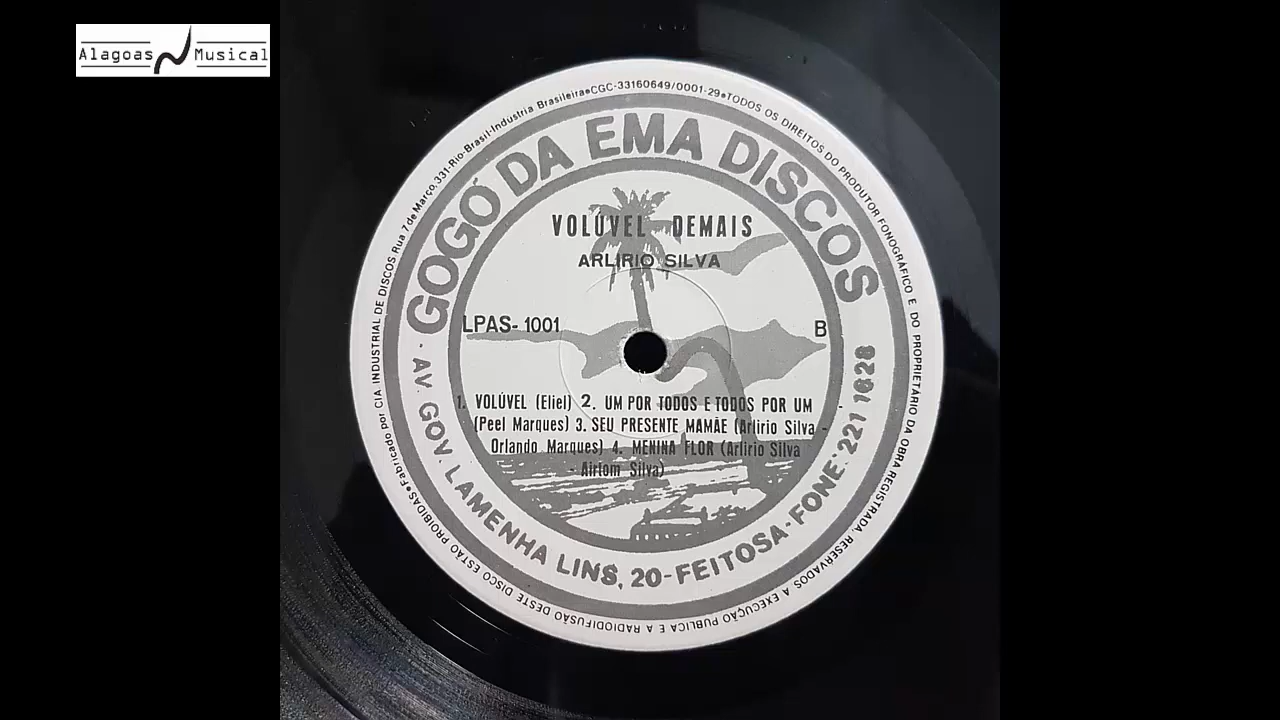 Alagoas Musical
Fabricado por CIA INDUSTRIAL DE DISCOS Rua 7 de Março, 331-Rio-Brasil-Industria Brasileira●CGC-33160649/0001-29●TODOS OS DIREITOS DO PRODUTOR FONOGRÁFICO E DO PROPRIETÁRIO DA OBRA REGISTRADA. RESERVADOS A EXECUÇÃO PUBLICA E A RADIODIFUSÃO DESTE DISCO ESTÃO PROIBIDAS●
GOGÓ DA EMA DISCOS
VOLÚVEL DEMAIS
ARLIRIO SILVA
LPAS-1001 B
1. VOLÚVEL (Eliel) 2. UM POR TODOS E TODOS POR UM
(Peel Marques) 3. SEU PRESENTE MAMÃE (Arlirio Silva -
Orlando Marques) 4. MENINA FLOR (Arlirio Silva
- Airtom Silva)
· AV. GOV. LAMENHA LINS, 20-FEITOSA-FONE: 221 1628 ·